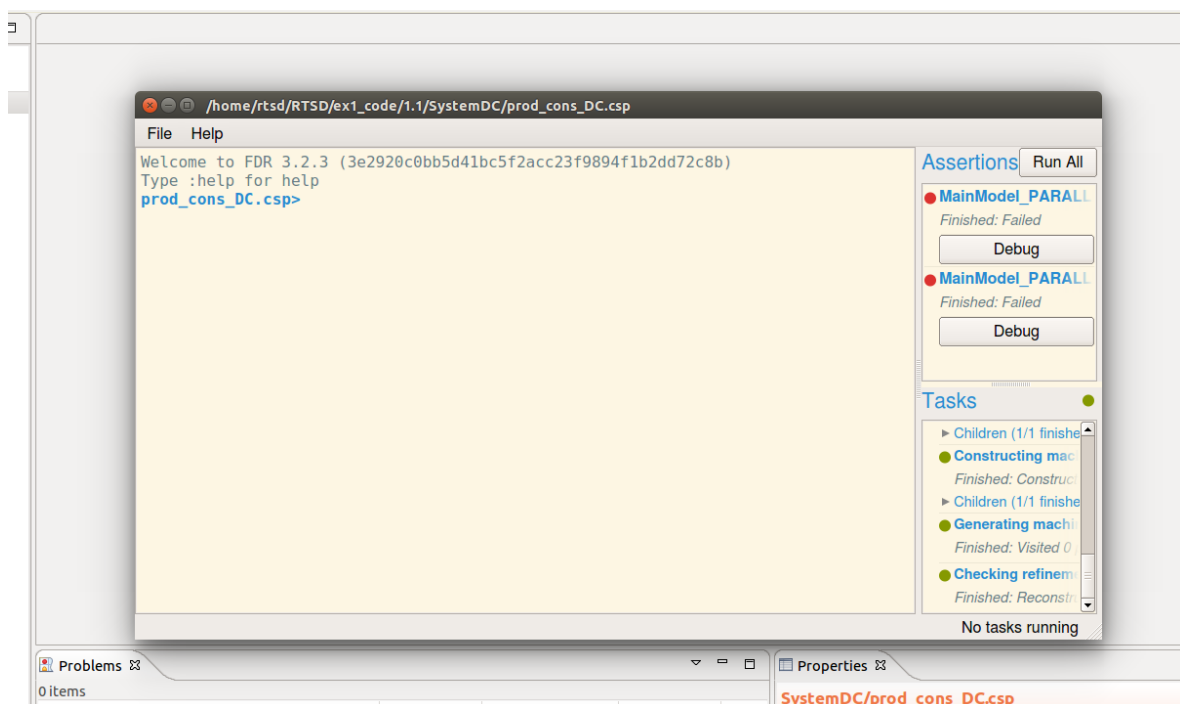 /home/rtsd/RTSD/ex1_code/1.1/SystemDC/prod_cons_DC.csp
File Help
Welcome to FDR 3.2.3 (3e2920c0bb5d41bc5f2acc23f9894f1b2dd72c8b)
Type :help for help
prod_cons_DC.csp>
Assertions Run All
MainModel_PARALL
Finished: Failed
Debug
MainModel_PARALL
Finished: Failed
Debug
Tasks
Children (1/1 finishe
Constructing mac
Finished: Construc
Children (1/1 finishe
Generating machi
Finished: Visited 0
Checking refinem
Finished: Reconstr
No tasks running
Problems
0 items
Properties
SystemDC/prod_cons_DC.csp